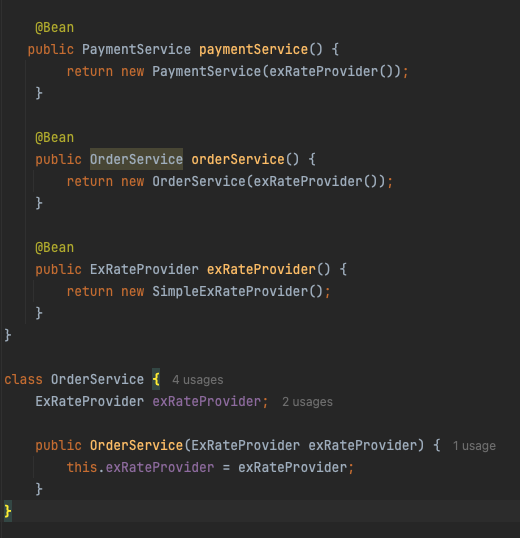 @Bean
public PaymentService paymentService() {
return new PaymentService(exRateProvider());
}
@Bean
public OrderService orderService() {
return new OrderService(exRateProvider());
}
@Bean
public ExRateProvider exRateProvider() {
return new SimpleExRateProvider();
}
}
class OrderService { 4 usages
ExRateProvider exRateProvider; 2 usages
public OrderService(ExRateProvider exRateProvider) { 1 usage
this.exRateProvider = exRateProvider;
}
}